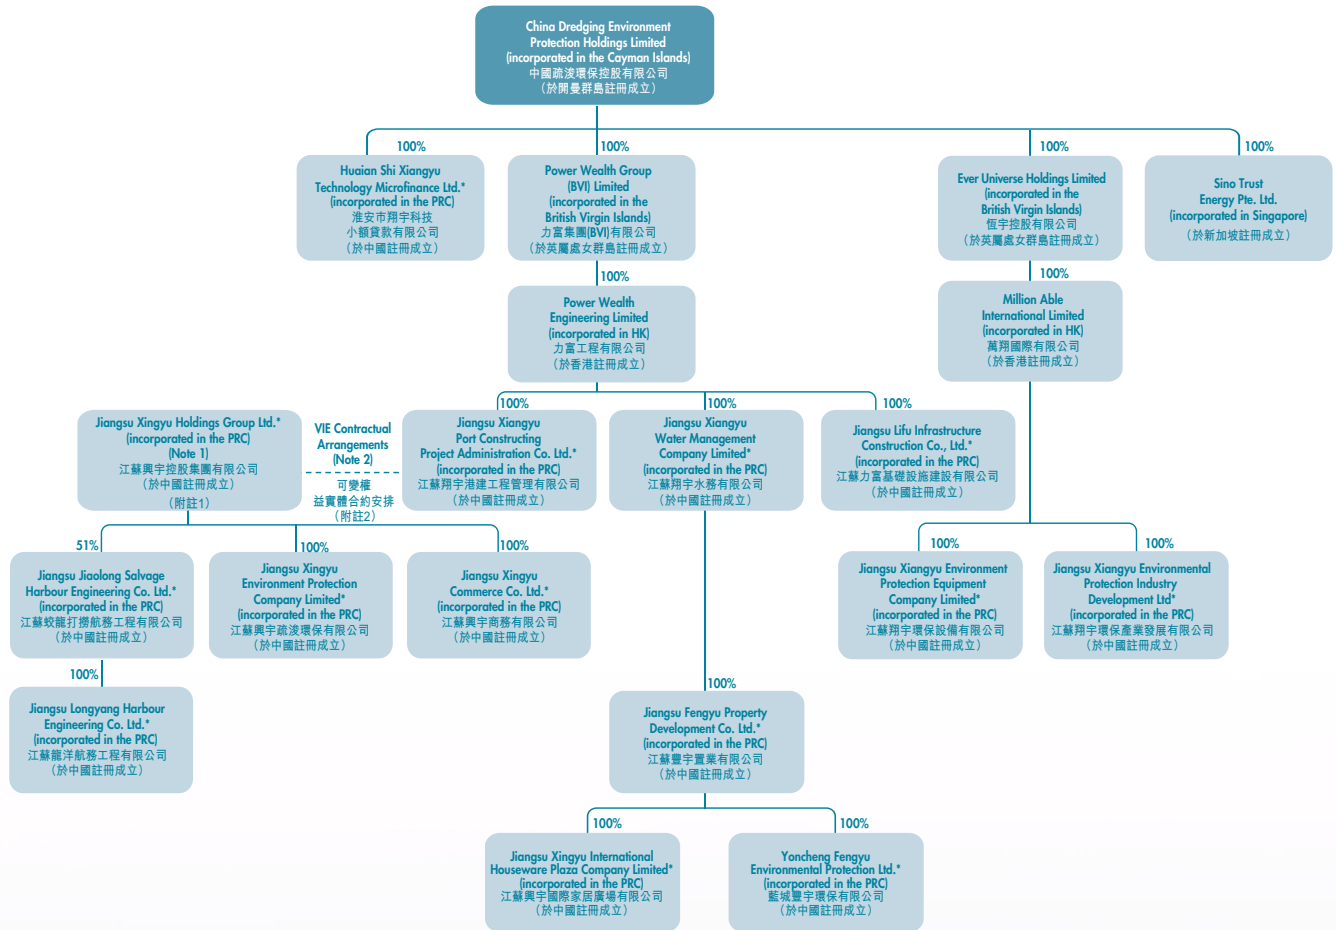 China Dredging Environment
Protection Holdings Limited
(incorporated in the Cayman Islands)
中國疏浚環保控股有限公司
（於開曼群島註冊成立）
100%
100%
100%
100%
Huaian Shi Xiangyu
Technology Microfinance Ltd.*
(incorporated in the PRC)
淮安市翔宇科技
小額貸款有限公司
（於中國註冊成立）
Power Wealth Group
(BVI) Limited
(incorporated in the
British Virgin Islands)
力富集團(BVI)有限公司
（於英屬處女群島註冊成立）
Ever Universe Holdings Limited
(incorporated in the
British Virgin Islands)
恆宇控股有限公司
（於英屬處女群島註冊成立）
Sino Trust
Energy Pte. Ltd.
(incorporated in Singapore)
（於新加坡註冊成立）
100%
100%
Power Wealth
Engineering Limited
(incorporated in HK)
力富工程有限公司
（於香港註冊成立）
Million Able
International Limited
(incorporated in HK)
萬翔國際有限公司
（於香港註冊成立）
Jiangsu Xingyu Holdings Group Ltd.*
(incorporated in the PRC)
(Note 1)
江蘇興宇控股集團有限公司
（於中國註冊成立）
（附註1）
VIE Contractual
Arrangements
(Note 2)
可變權
益實體合約安排
（附註2）
100%
100%
100%
Jiangsu Xiangyu
Port Constructing
Project Administration Co. Ltd.*
(incorporated in the PRC)
江蘇翔宇港建工程管理有限公司
（於中國註冊成立）
Jiangsu Xiangyu
Water Management
Company Limited*
(incorporated in the PRC)
江蘇翔宇水務有限公司
（於中國註冊成立）
Jiangsu Lifu Infrastructure
Construction Co., Ltd.*
(incorporated in the PRC)
江蘇力富基礎設施建設有限公司
（於中國註冊成立）
51%
100%
100%
100%
100%
Jiangsu Jiaolong Salvage
Harbour Engineering Co. Ltd.*
(incorporated in the PRC)
江蘇蛟龍打撈航務工程有限公司
（於中國註冊成立）
Jiangsu Xingyu
Environment Protection
Company Limited*
(incorporated in the PRC)
江蘇興宇疏浚環保有限公司
（於中國註冊成立）
Jiangsu Xingyu
Commerce Co. Ltd.*
(incorporated in the PRC)
江蘇興宇商務有限公司
（於中國註冊成立）
Jiangsu Xiangyu Environment
Protection Equipment
Company Limited*
(incorporated in the PRC)
江蘇翔宇環保設備有限公司
（於中國註冊成立）
Jiangsu Xiangyu Environmental
Protection Industry
Development Ltd*
(incorporated in the PRC)
江蘇翔宇環保產業發展有限公司
（於中國註冊成立）
100%
100%
Jiangsu Longyang Harbour
Engineering Co. Ltd.*
(incorporated in the PRC)
江蘇龍洋航務工程有限公司
（於中國註冊成立）
Jiangsu Fengyu Property
Development Co. Ltd.*
(incorporated in the PRC)
江蘇豐宇置業有限公司
（於中國註冊成立）
100%
100%
Jiangsu Xingyu International
Houseware Plaza Company Limited*
(incorporated in the PRC)
江蘇興宇國際家居廣場有限公司
（於中國註冊成立）
Yoncheng Fengyu
Environmental Protection Ltd.*
(incorporated in the PRC)
藍城豐宇環保有限公司
（於中國註冊成立）